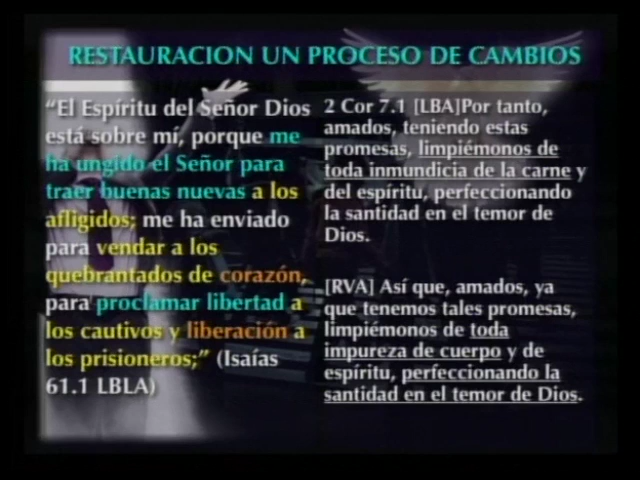 RESTAURACION UN PROCESO DE CAMBIOS
“El Espíritu del Señor Dios
está sobre mí, porque me
ha ungido el Señor para
traer buenas nuevas a los
afligidos; me ha enviado
para vendar a los
quebrantados de corazón,
para proclamar libertad a
los cautivos y liberación a
los prisioneros;” (Isaías
61.1 LBLA)
2 Cor 7.1 [LBA]Por tanto,
amados, teniendo estas
promesas, limpiémonos de
toda inmundicia de la carne y
del espíritu, perfeccionando
la santidad en el temor de
Dios.
[RVA] Así que, amados, ya
que tenemos tales promesas,
limpiémonos de toda
impureza de cuerpo y de
espíritu, perfeccionando la
santidad en el temor de Dios.